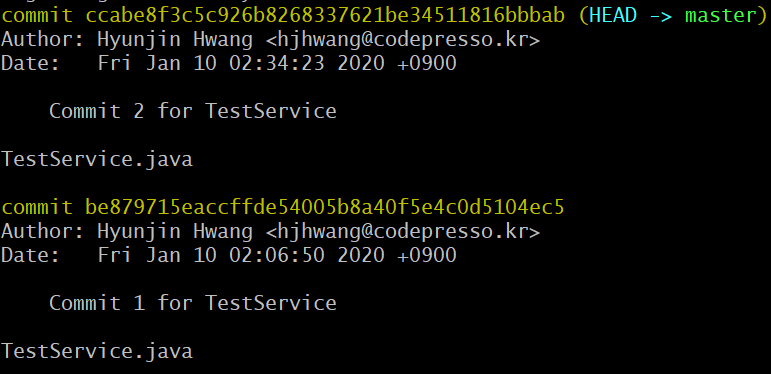 commit ccabe8f3c5c926b8268337621be34511816bbbab (HEAD -> master)
Author: Hyunjin Hwang <hjhwang@codepresso.kr>
Date:   Fri Jan 10 02:34:23 2020 +0900
Commit 2 for TestService
TestService.java
commit be879715eaccffde54005b8a40f5e4c0d5104ec5
Author: Hyunjin Hwang <hjhwang@codepresso.kr>
Date:   Fri Jan 10 02:06:50 2020 +0900
Commit 1 for TestService
TestService.java